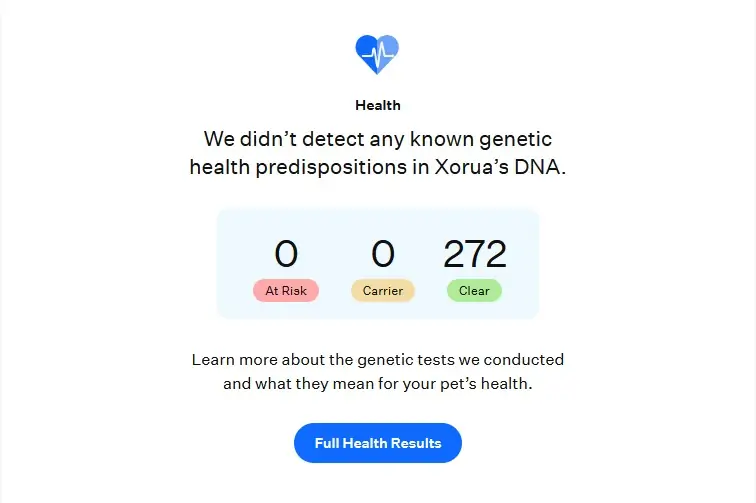 Health
We didn’t detect any known genetic
health predispositions in Xorua’s DNA.
0 0 272
At Risk Carrier Clear
Learn more about the genetic tests we conducted
and what they mean for your pet’s health.
Full Health Results